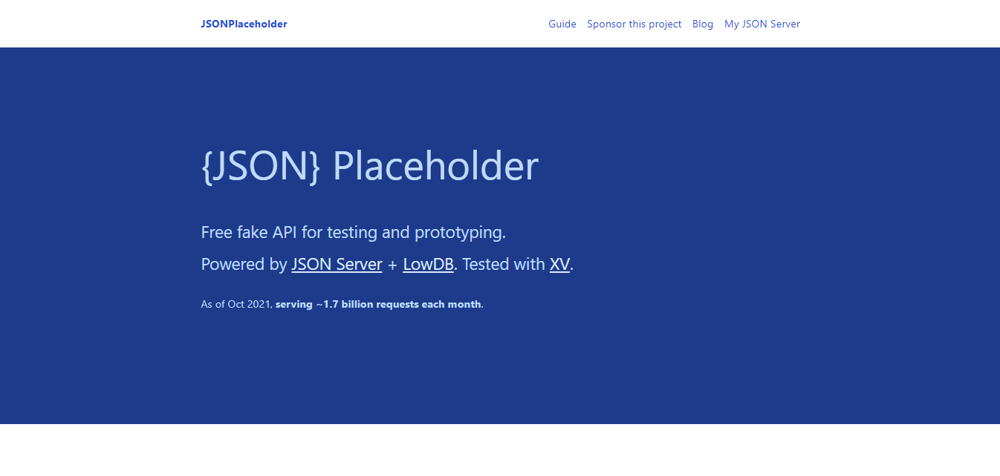 JSONPlaceholder
Guide Sponsor this project Blog My JSON Server
{JSON} Placeholder
Free fake API for testing and prototyping.
Powered by JSON Server + LowDB. Tested with XV.
As of Oct 2021, serving ~1.7 billion requests each month.